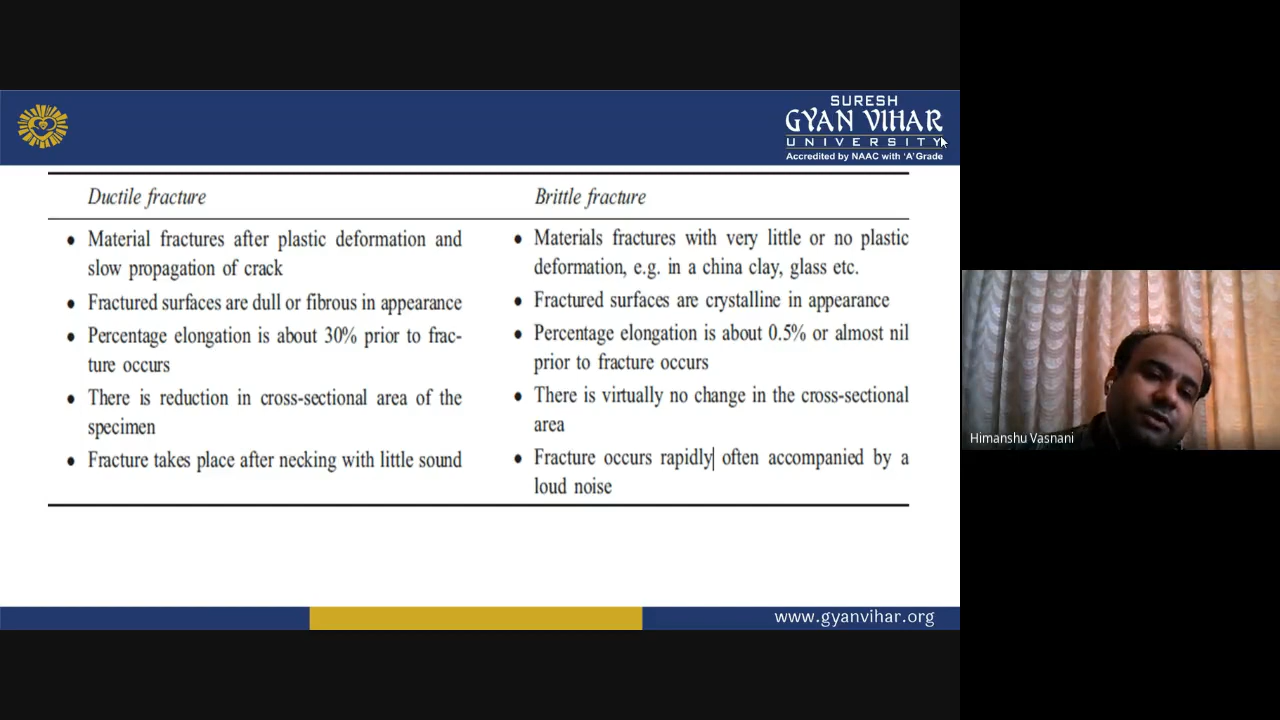 SURESH
GYAN VIHAR
UNIVERSITY
Accredited by NAAC with 'A' Grade
Ductile fracture
• Material fractures after plastic deformation and
slow propagation of crack
• Fractured surfaces are dull or fibrous in appearance
• Percentage elongation is about 30% prior to frac-
ture occurs
• There is reduction in cross-sectional area of the
specimen
• Fracture takes place after necking with little sound
Brittle fracture
• Materials fractures with very little or no plastic
deformation, e.g. in a china clay, glass etc.
• Fractured surfaces are crystalline in appearance
• Percentage elongation is about 0.5% or almost nil
prior to fracture occurs
• There is virtually no change in the cross-sectional
area
• Fracture occurs rapidly often accompanied by a
loud noise
www.gyanvihar.org
Himanshu Vasnani